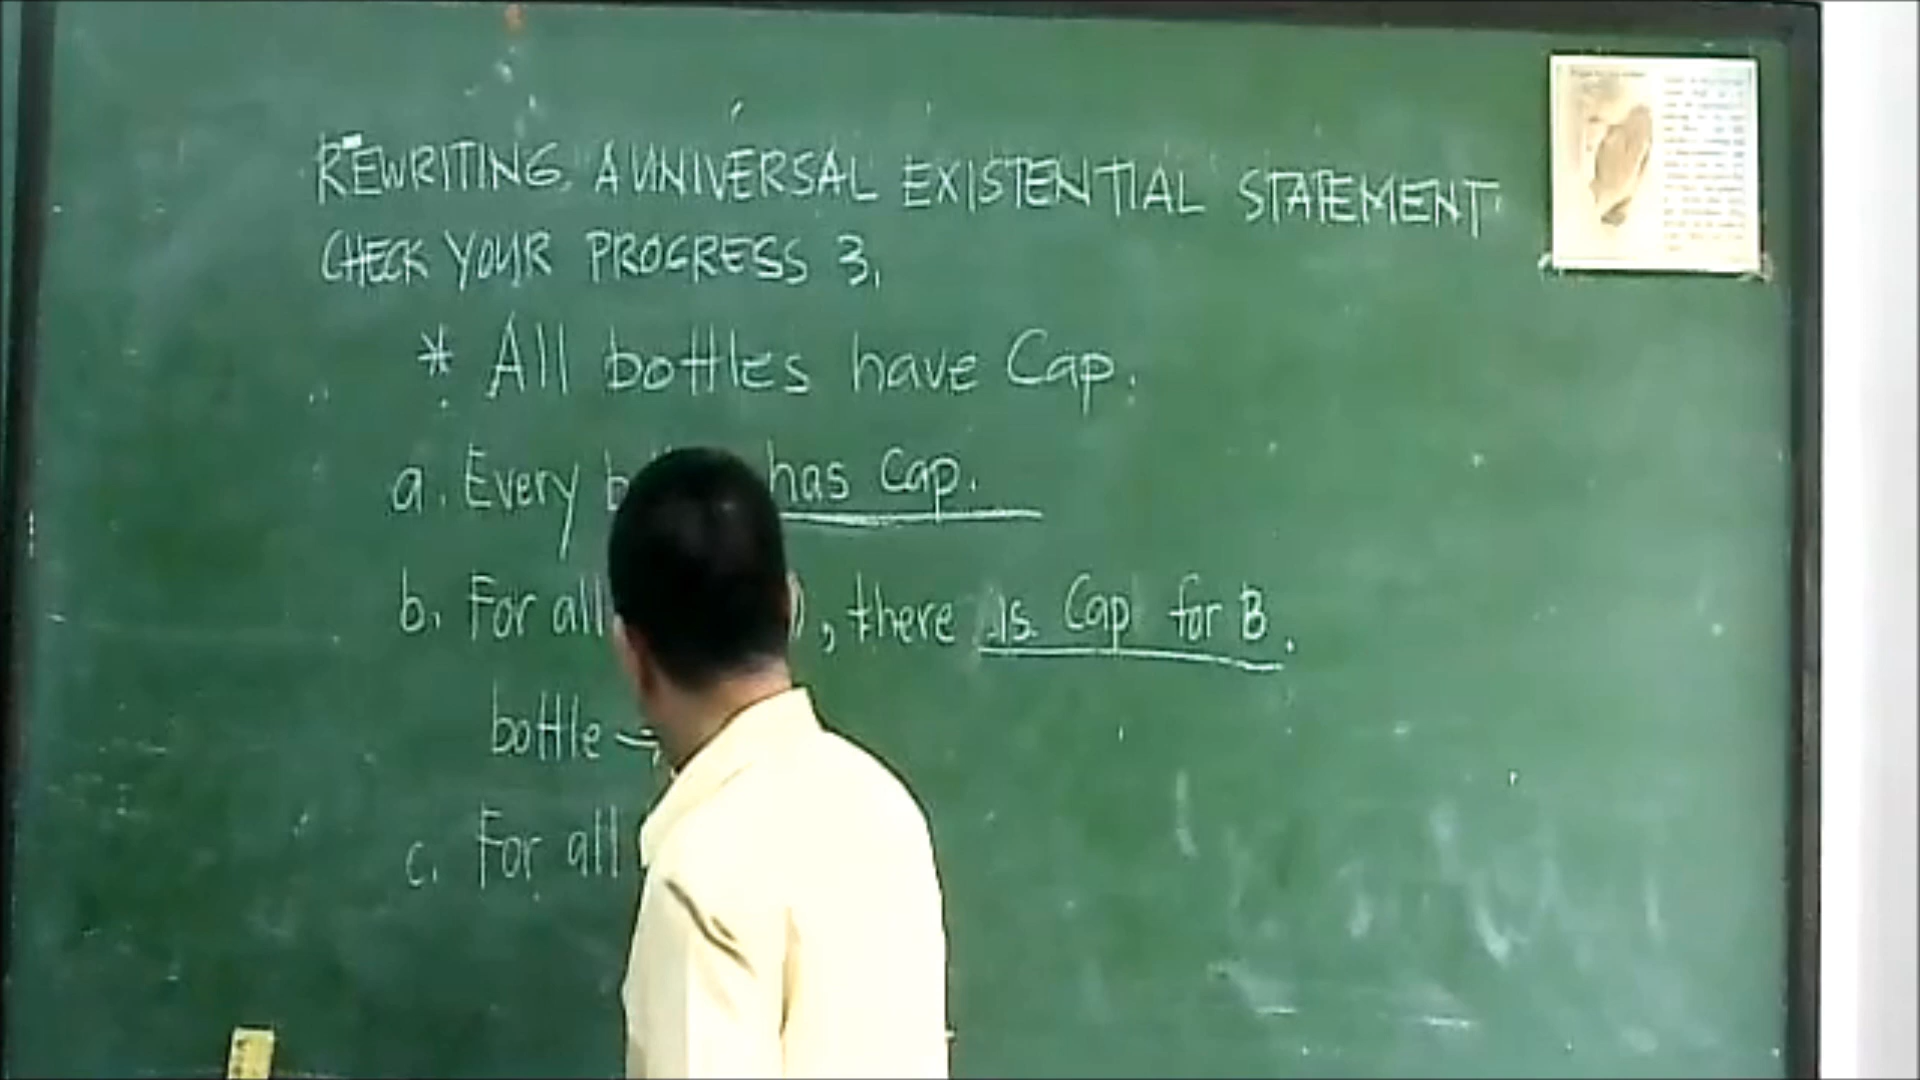 REWRITING A UNIVERSAL EXISTENTIAL STATEMENT
CHECK YOUR PROGRESS 3.
* All bottles have Cap.
a. Every has Cap.
b. For all , there is Cap for B.
bottle
c. For all